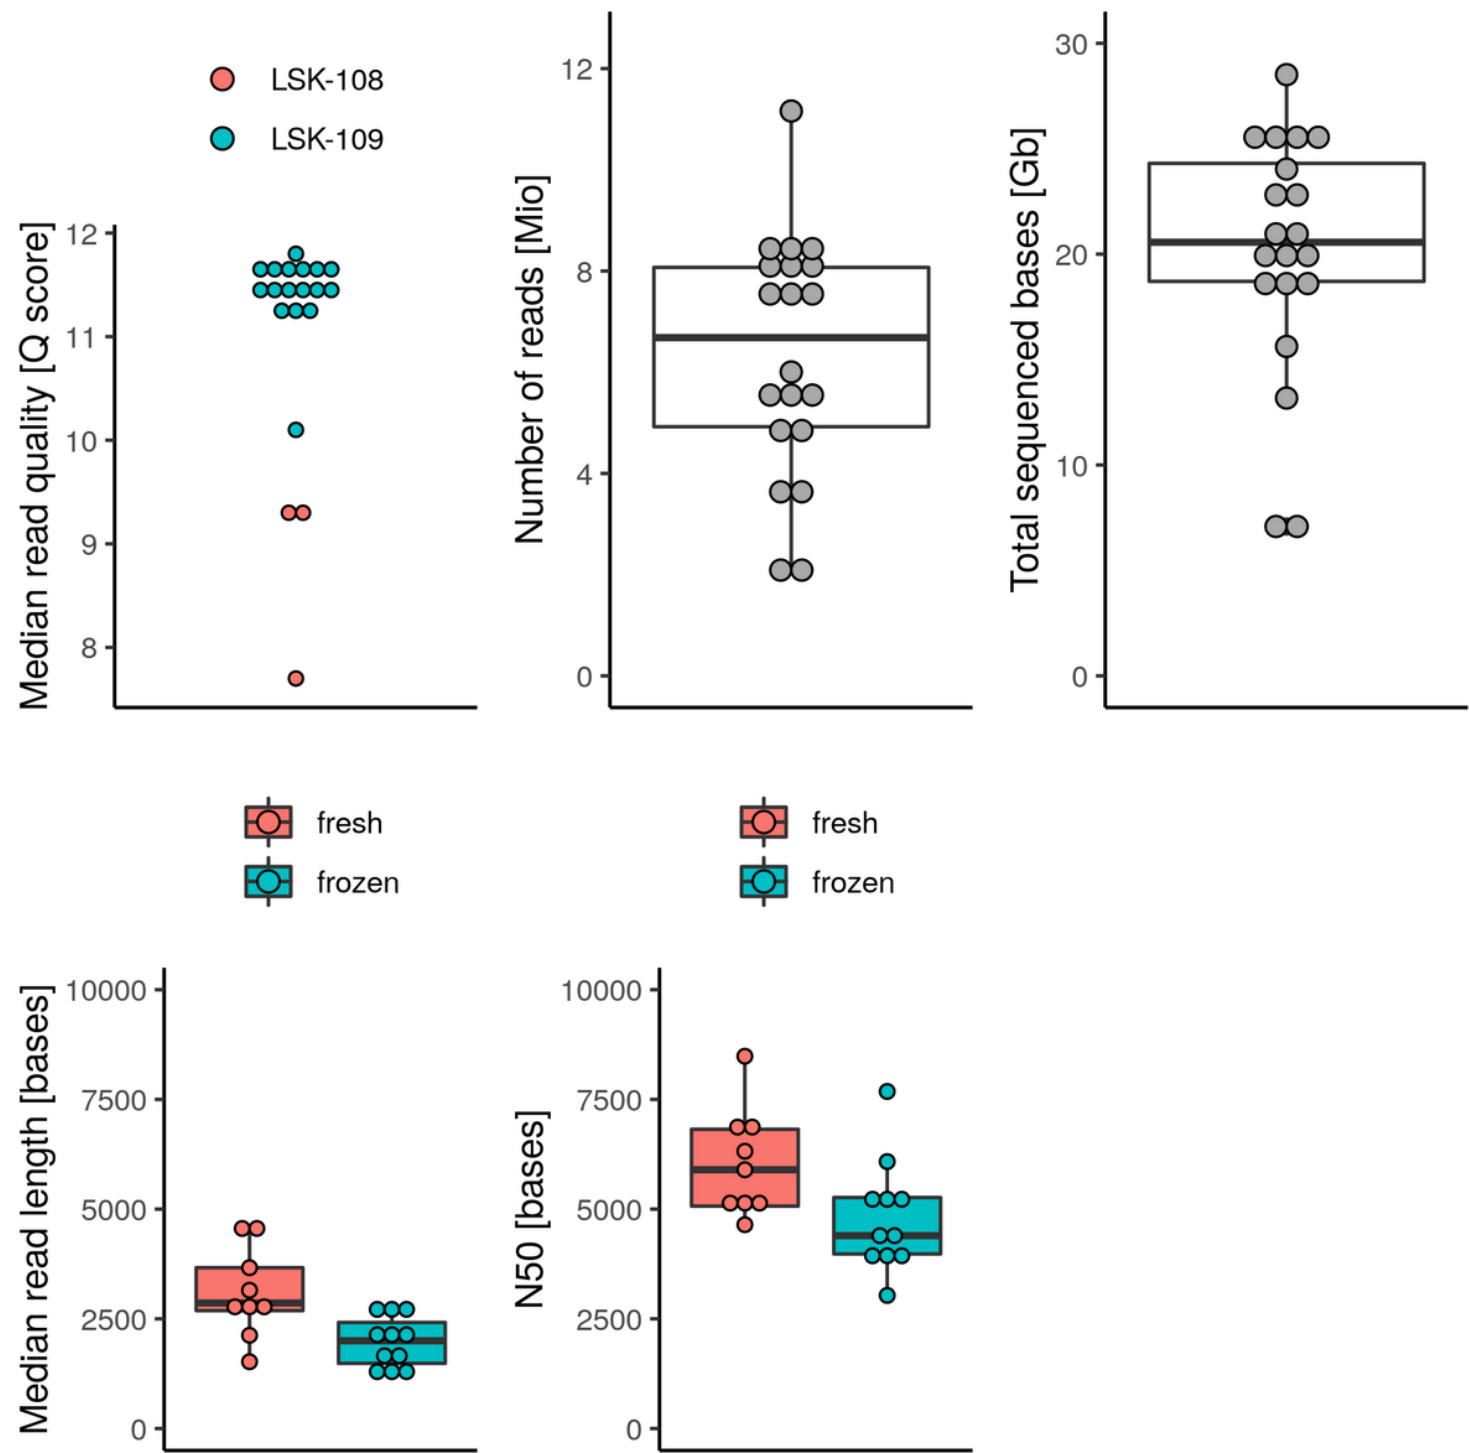 LSK-108
LSK-109
Median read quality [Q score]
12
11
10
9
8
Number of reads [Mio]
12
8
4
0
Total sequenced bases [Gb]
30
20
10
0
fresh
frozen
Median read length [bases]
10000
7500
5000
2500
0
fresh
frozen
N50 [bases]
10000
7500
5000
2500
0